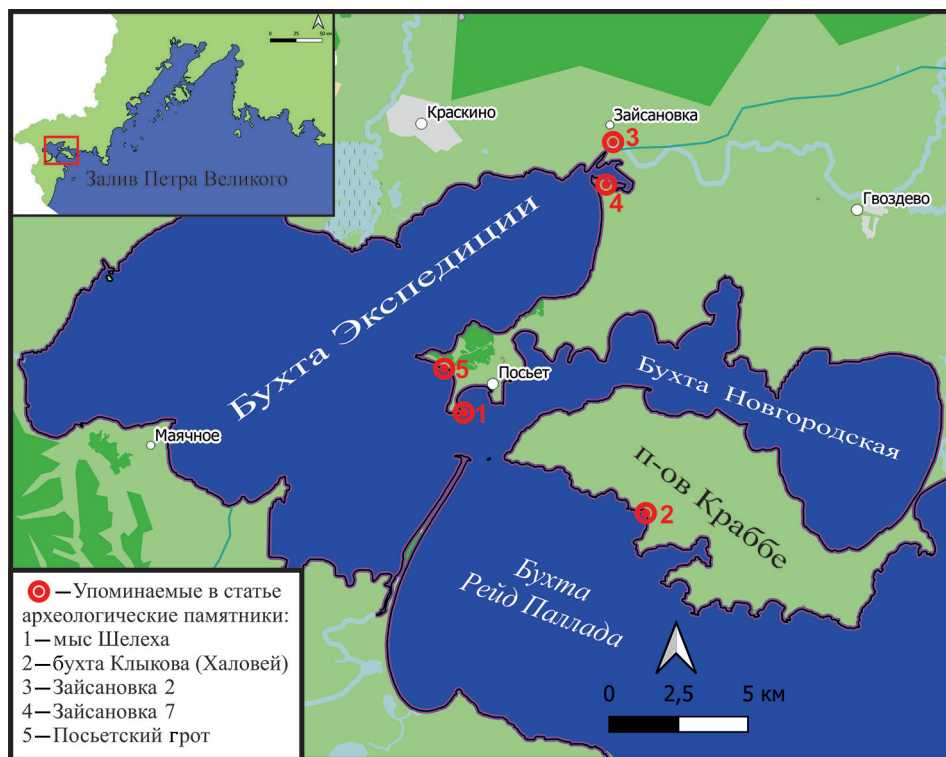 0 25 50 км
Залив Петра Великого
Краскино
Зайсановка
3
4
Гвоздево
Бухта Экспедиции
5
Посьет
1
Бухта Новгородская
Маячное
п-ов Краббе
2
Бухта
Рейд Паллада
0 2,5 5 км
—Упоминаемые в статье
археологические памятники:
1—мыс Шелеха
2—бухта Клыкова (Халовей)
3—Зайсановка 2
4—Зайсановка 7
5—Посьетский грот